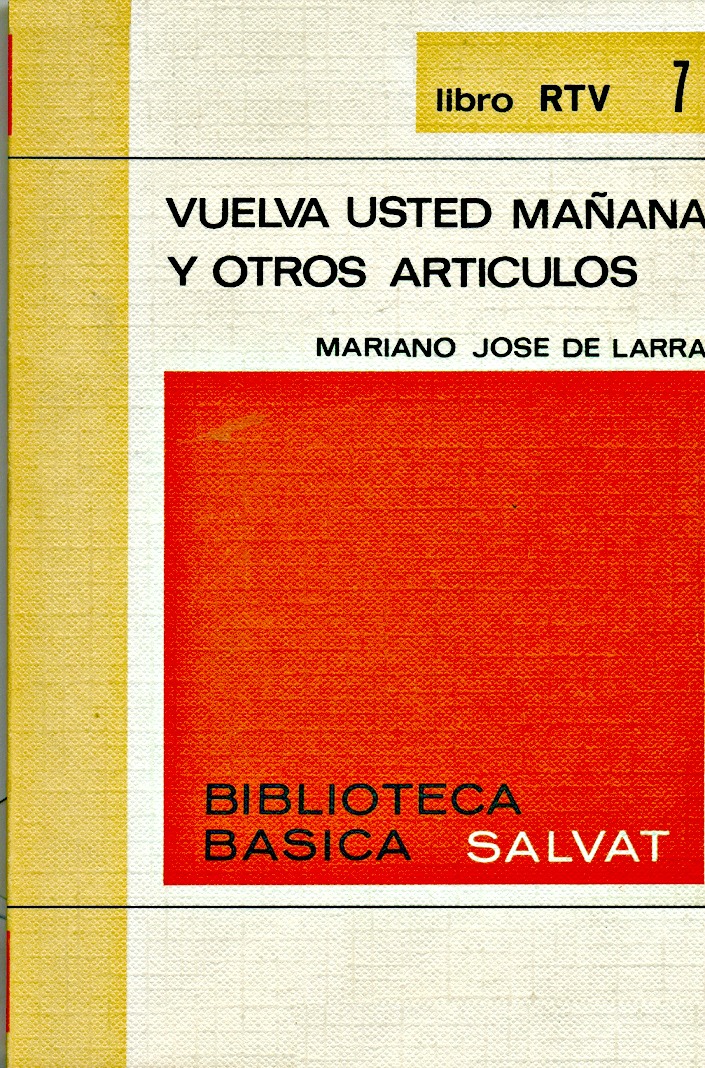 libro RTV 7
VUELVA USTED MAÑANA
Y OTROS ARTICULOS
MARIANO JOSE DE LARRA
BIBLIOTECA
BASICA SALVAT